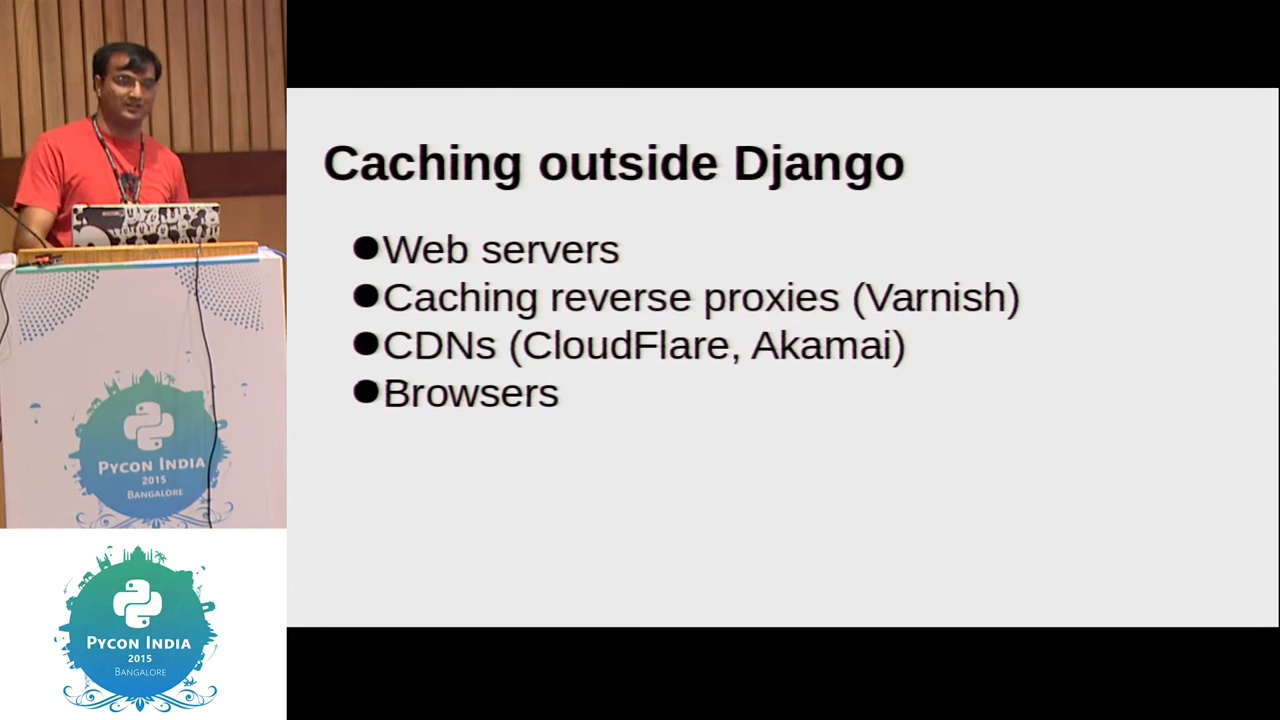 Caching outside Django
●Web servers
●Caching reverse proxies (Varnish)
●CDNs (CloudFlare, Akamai)
●Browsers
PYCON INDIA
2015
BANGALORE
PYCON INDIA
2015
BANGALORE